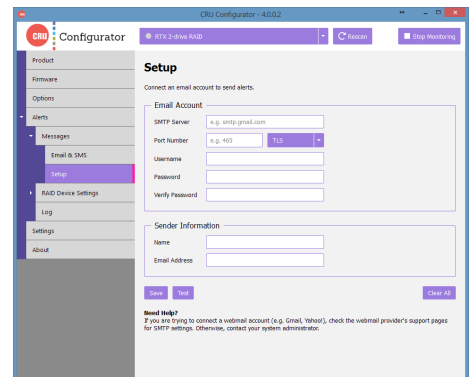 CRU Configurator - 4.0.0.2
CRU Configurator
RTX 2-drive RAID
Rescan
Stop Monitoring
Product
Firmware
Options
Alerts
Messages
Email & SMS
Setup
RAID Device Settings
Log
Settings
About
Setup
Connect an email account to send alerts.
Email Account
SMTP Server e.g. smtp.gmail.com
Port Number e.g. 465 TLS
Username
Password
Verify Password
Sender Information
Name
Email Address
Save Test Clear All
Need Help?
If you are trying to connect a webmail account (e.g. Gmail, Yahoo!), check the webmail provider's support pages
for SMTP settings. Otherwise, contact your system administrator.